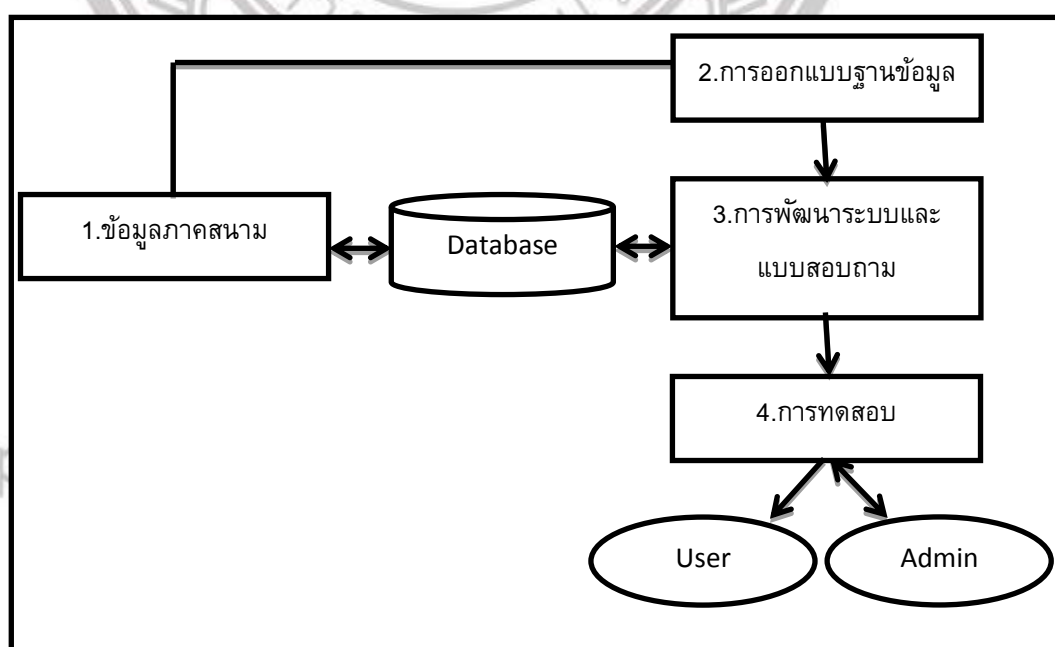 2.การออกแบบฐานข้อมูล
1.ข้อมูลภาคสนาม
Database
3.การพัฒนาระบบและ
แบบสอบถาม
4.การทดสอบ
User
Admin